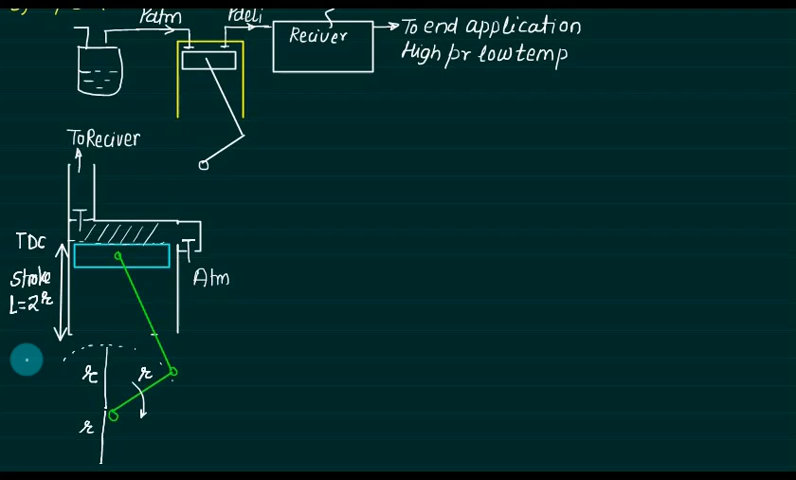 Patm
Pdeli
Reciver
To end application
High pr low temp
To Reciver
TDC
Stroke
L=2r
Atm
r
r
r